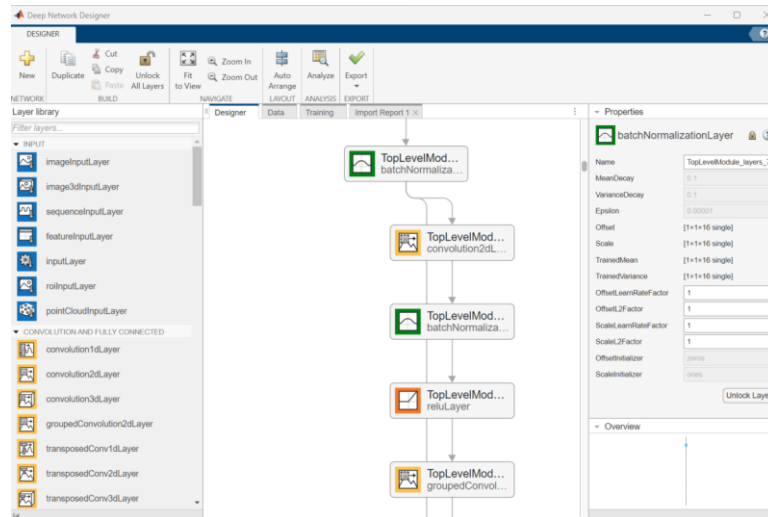 Deep Network Designer
DESIGNER
New
Duplicate
Cut
Copy
Paste
Unlock
All Layers
Fit
to View
Zoom In
Zoom Out
Auto
Arrange
Analyze
Export
NETWORK
BUILD
NAVIGATE
LAYOUT
ANALYSIS
EXPORT
Layer library
Filter layers...
INPUT
imageInputLayer
image3dInputLayer
sequenceInputLayer
featureInputLayer
inputLayer
roiInputLayer
pointCloudInputLayer
CONVOLUTION AND FULLY CONNECTED
convolution1dLayer
convolution2dLayer
convolution3dLayer
groupedConvolution2dLayer
transposedConv1dLayer
transposedConv2dLayer
transposedConv3dLayer
Designer
Data
Training
Import Report 1
TopLevelMod...
batchNormaliza...
TopLevelMod...
convolution2dL...
TopLevelMod...
batchNormaliza...
TopLevelMod...
reluLayer
TopLevelMod...
groupedConvol...
Properties
batchNormalizationLayer
Name TopLevelModule_layers_
MeanDecay 0.1
VarianceDecay 0.1
Epsilon 0.00001
Offset [1×1×16 single]
Scale [1×1×16 single]
TrainedMean [1×1×16 single]
TrainedVariance [1×1×16 single]
OffsetLearnRateFactor 1
OffsetL2Factor 1
ScaleLearnRateFactor 1
ScaleL2Factor 1
OffsetInitializer zeros
ScaleInitializer ones
Unlock Laye
Overview